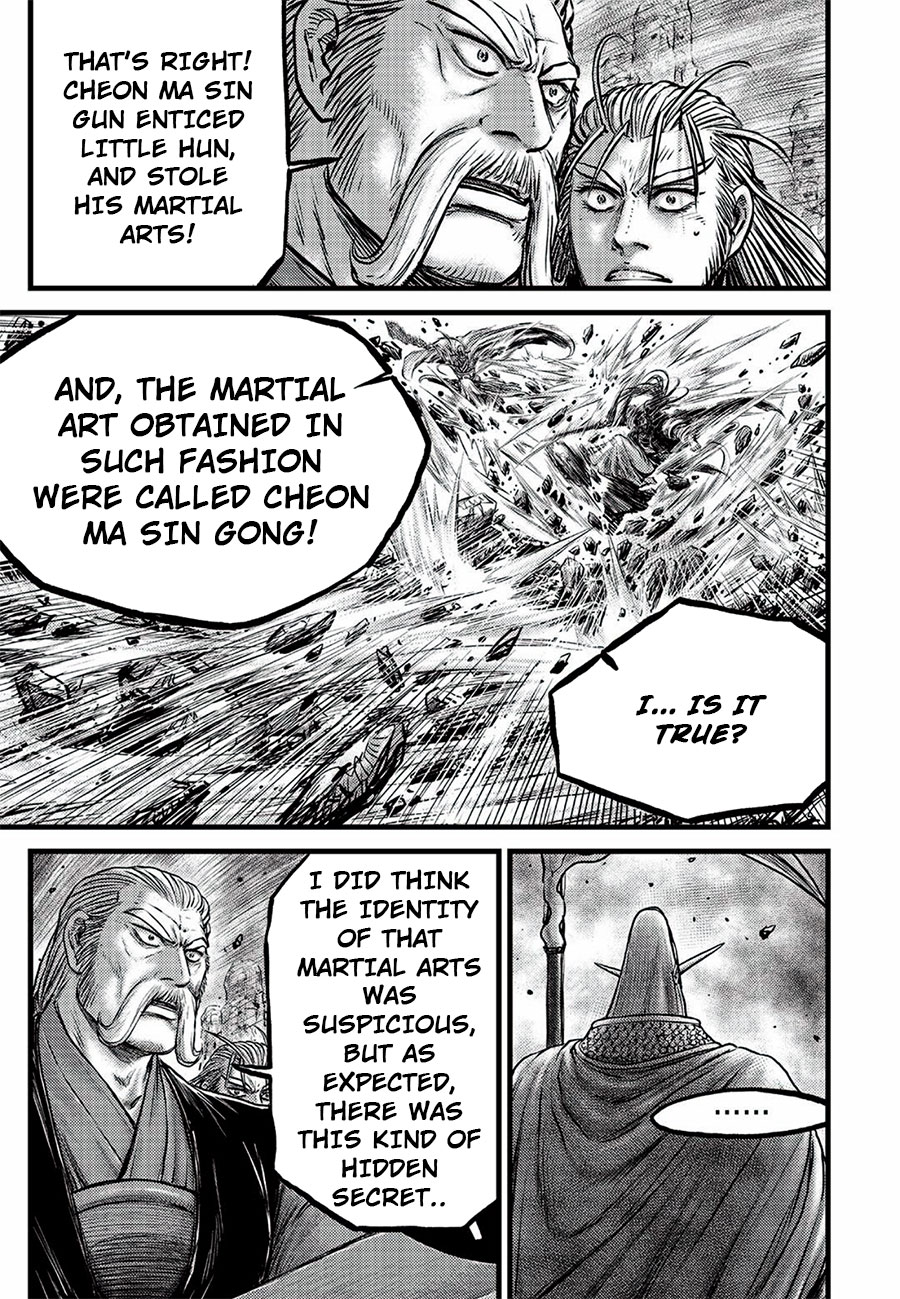 THAT'S RIGHT!
CHEON MA SIN
GUN ENTICED
LITTLE HUN,
AND STOLE
HIS MARTIAL
ARTS!
AND, THE MARTIAL
ART OBTAINED IN
SUCH FASHION
WERE CALLED CHEON
MA SIN GONG!
I... IS IT
TRUE?
I DID THINK
THE IDENTITY
OF THAT
MARTIAL ARTS
WAS
SUSPICIOUS,
BUT AS
EXPECTED,
THERE WAS
THIS KIND OF
HIDDEN
SECRET..
......